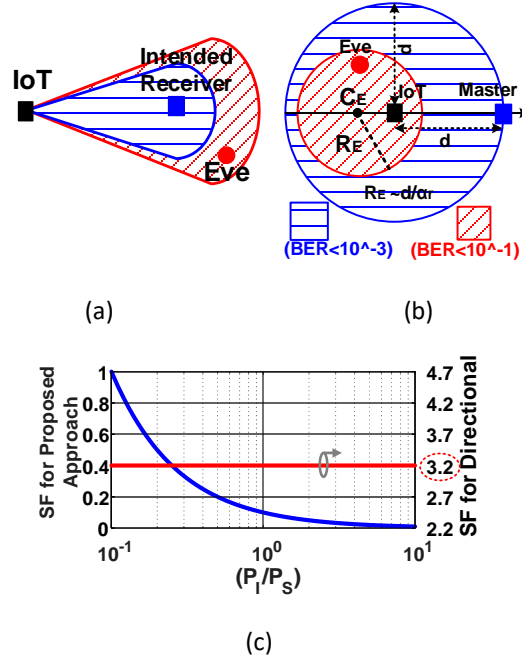 Intended
Receiver
IoT
Eve
(a)
d
Eve
IoT
Master
CE
RE
d
RE ~d/αr
(BER<10^-3)
(BER<10^-1)
(b)
SF for Proposed
Approach
1
0.8
0.6
0.4
0.2
0
4.7
4.2
3.7
3.2
2.7
2.2
SF for Directional
10^-1
10^0
10^1
(PI/PS)
(c)